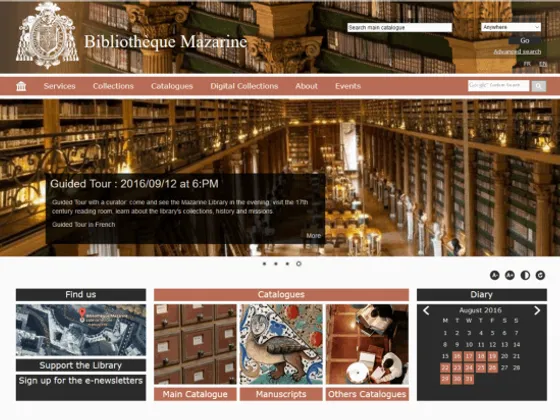 Bibliothèque Mazarine
Search main catalogue
Anywhere
Go
Advanced search
FR EN
Services Collections Catalogues Digital Collections About Events
Guided Tour : 2016/09/12 at 6:PM
Guided Tour with a curator: come and see the Mazarine Library in the evening, visit the 17th
century reading room, learn about the library's collections, history and missions.
Guided Tour in French
More
Find us
Catalogues
Diary
August 2016
M T W T F S S
1 2 3 4 5 6 7
8 9 10 11 12 13 14
15 16 17 18 19 20 21
22 23 24 25 26 27 28
29 30 31
Support the Library
Sign up for the e-newsletters
Main Catalogue
Manuscripts
Others Catalogues